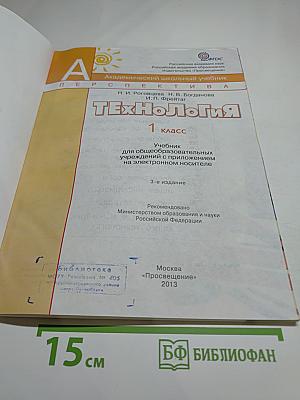 ФГОС
Российская академия наук
Российская академия образования
Издательство «Просвещение»
Академический школьный учебник
ПЕРСПЕКТИВА
Н. И. Роговцева Н. В. Богданова
И. П. Фрейтаг
ТЕХНОЛОГИЯ
1 класс
Учебник
для общеобразовательных
учреждений с приложением
на электронном носителе
3-е издание
Рекомендовано
Министерством образования и науки
Российской Федерации
Библиотека
Москва
«Просвещение»
2013
15 см
БФ БИБЛИОФАН